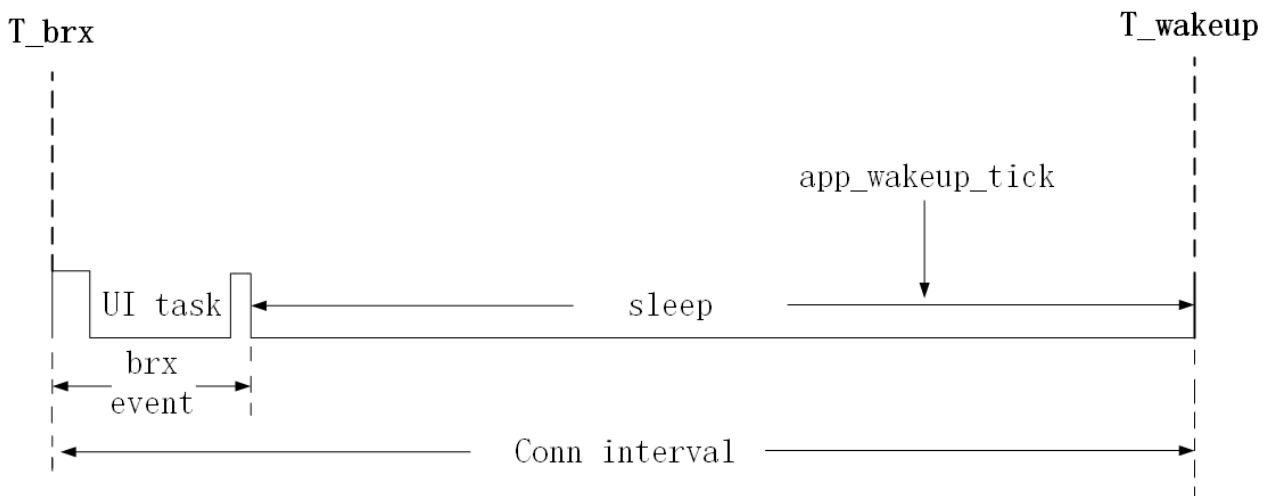 T_brx
T_wakeup
app_wakeup_tick
UI task
sleep
brx
event
Conn interval